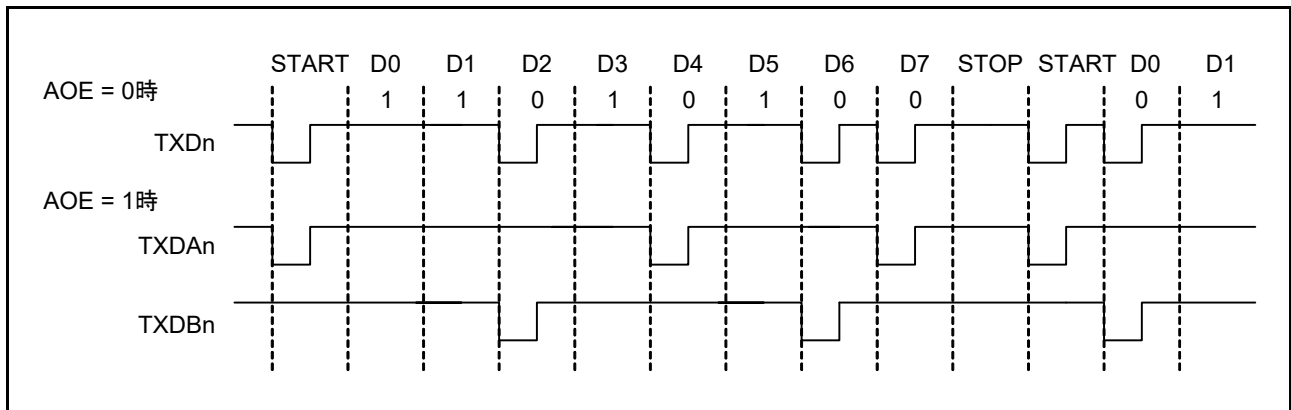 START D0 D1 D2 D3 D4 D5 D6 D7 STOP START D0 D1
AOE = 0時
1 1 0 1 0 1 0 0 0 1
TXDn
AOE = 1時
TXDAn
TXDBn